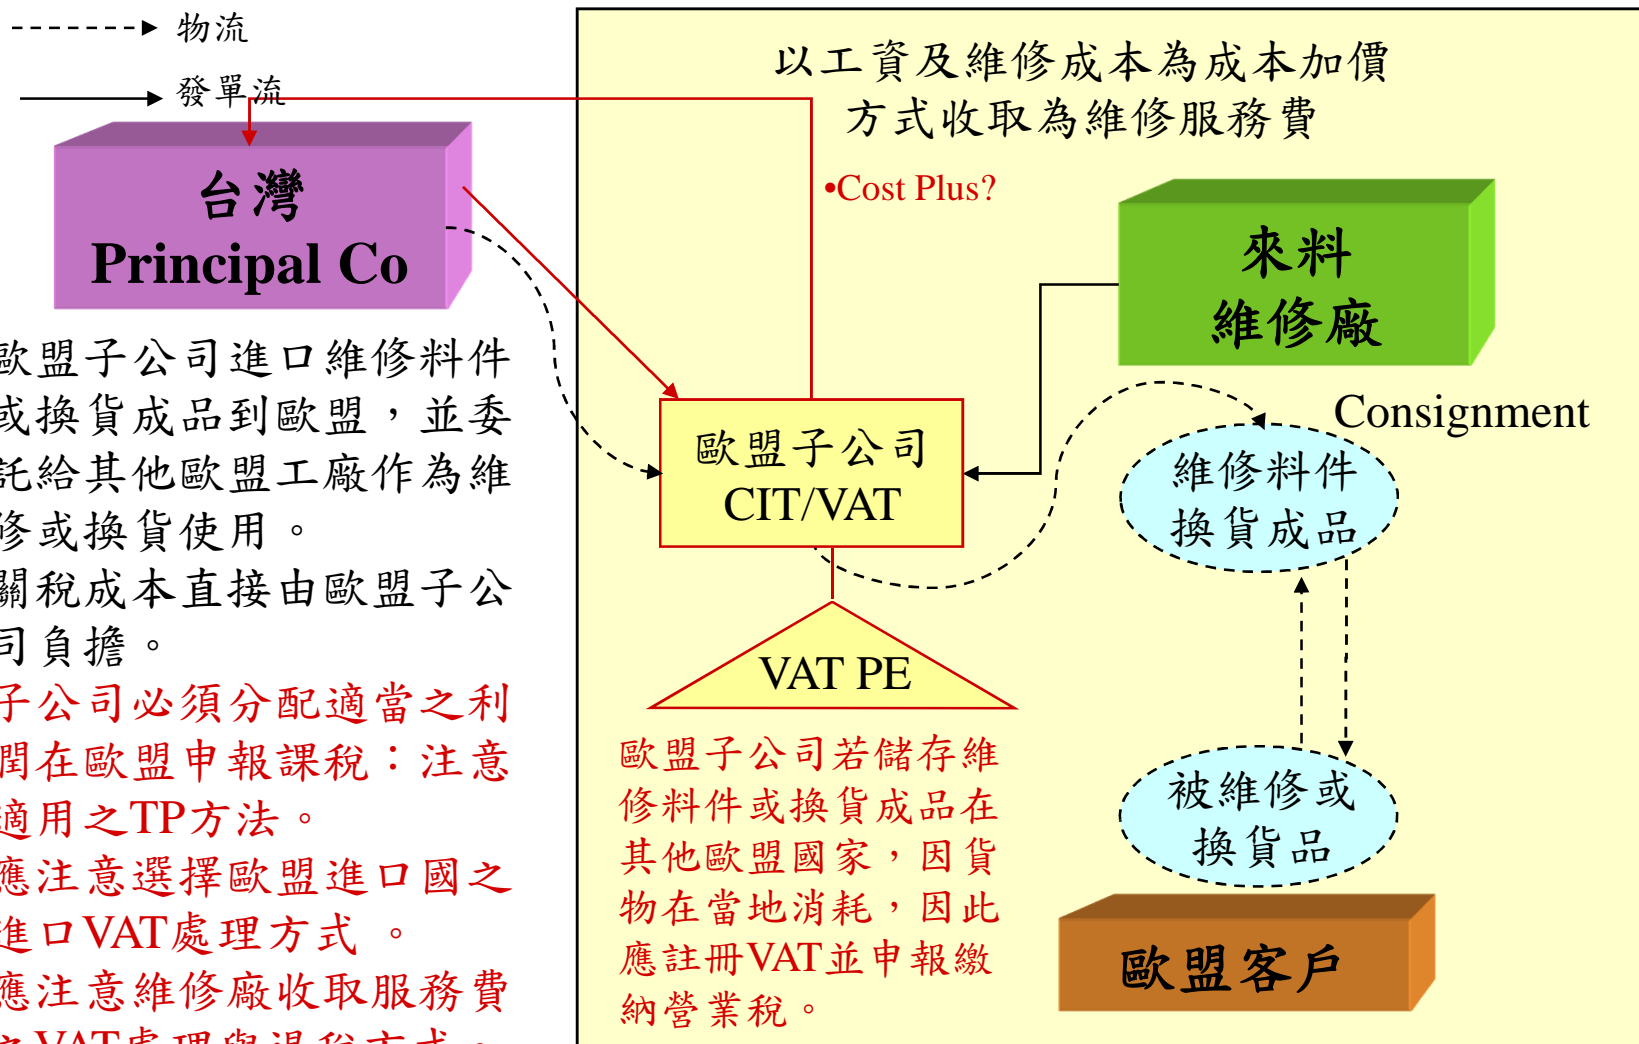 物流
發單流
台灣
Principal Co
歐盟子公司進口維修料件
或換貨成品到歐盟，並委
託給其他歐盟工廠作為維
修或換貨使用。
關稅成本直接由歐盟子公
司負擔。
子公司必須分配適當之利
潤在歐盟申報課稅：注意
適用之TP方法。
應注意選擇歐盟進口國之
進口VAT處理方式 。
應注意維修廠收取服務費
之VAT處理與退稅方式。
以工資及維修成本為成本加價
方式收取為維修服務費
•Cost Plus?
來料
維修廠
Consignment
歐盟子公司
CIT/VAT
維修料件
換貨成品
VAT PE
歐盟子公司若儲存維
修料件或換貨成品在
其他歐盟國家，因貨
物在當地消耗，因此
應註冊VAT並申報繳
納營業稅。
被維修或
換貨品
歐盟客戶